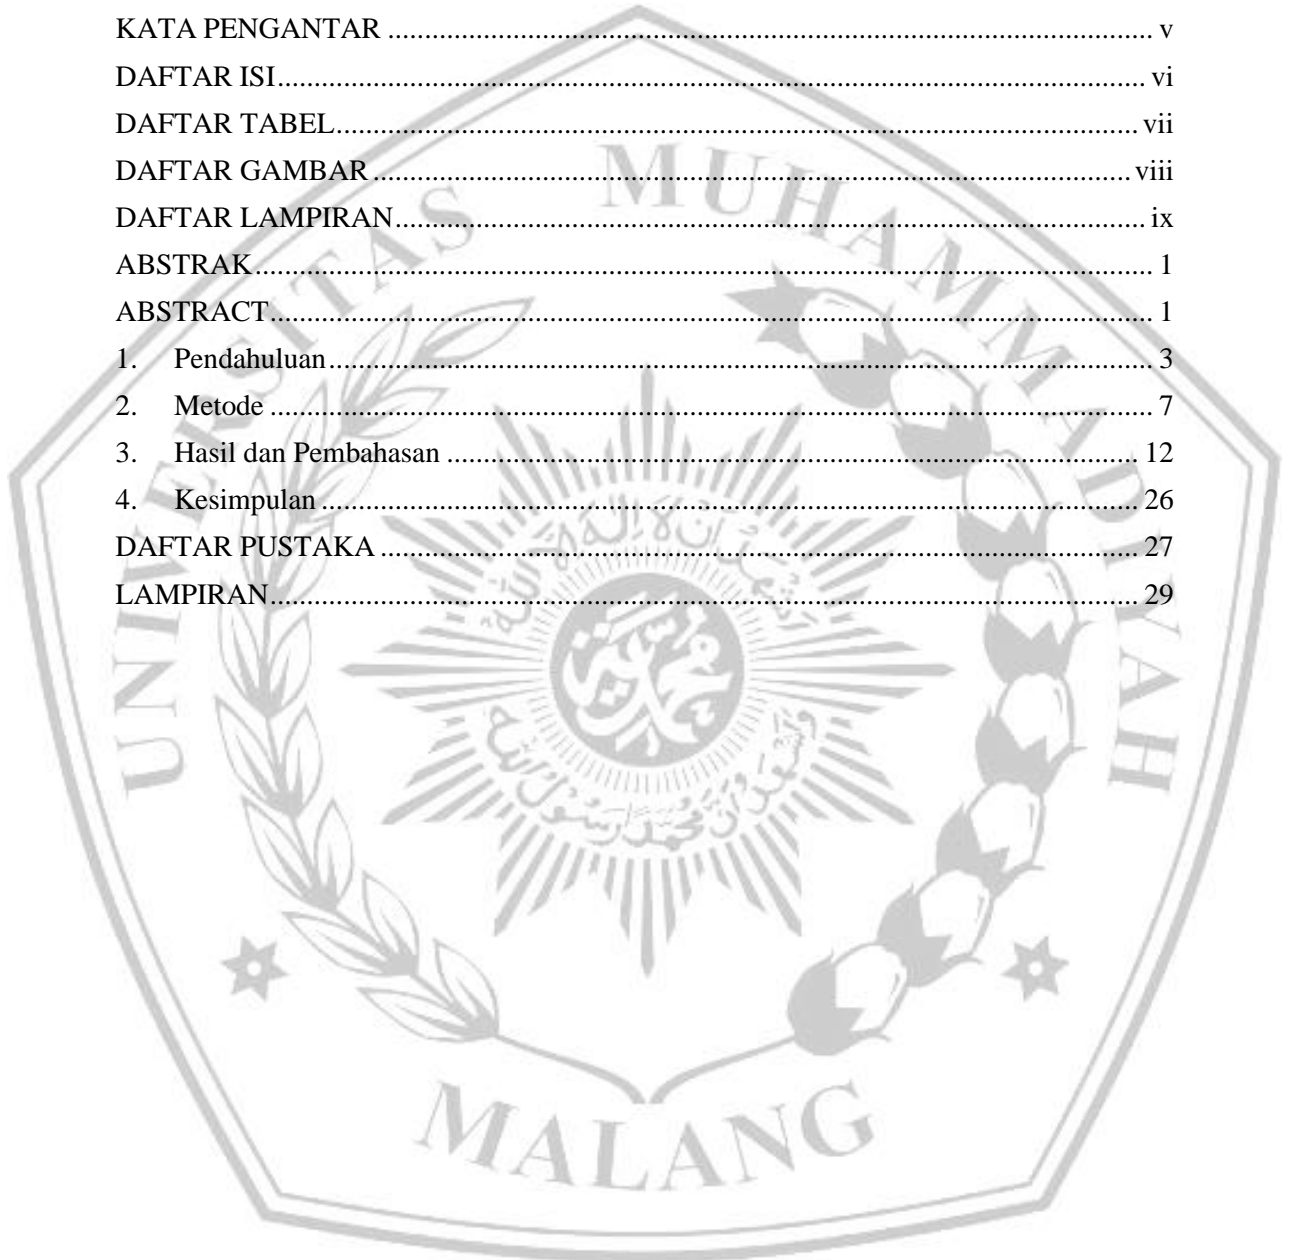 KATA PENGANTAR ........ v
DAFTAR ISI ........ vi
DAFTAR TABEL ........ vii
DAFTAR GAMBAR ........ viii
DAFTAR LAMPIRAN ........ ix
ABSTRAK ........ 1
ABSTRACT ........ 1
1. Pendahuluan ........ 3
2. Metode ........ 7
3. Hasil dan Pembahasan ........ 12
4. Kesimpulan ........ 26
DAFTAR PUSTAKA ........ 27
LAMPIRAN ........ 29
UNIVERSITAS MUHAMMADIYAH
MALANG